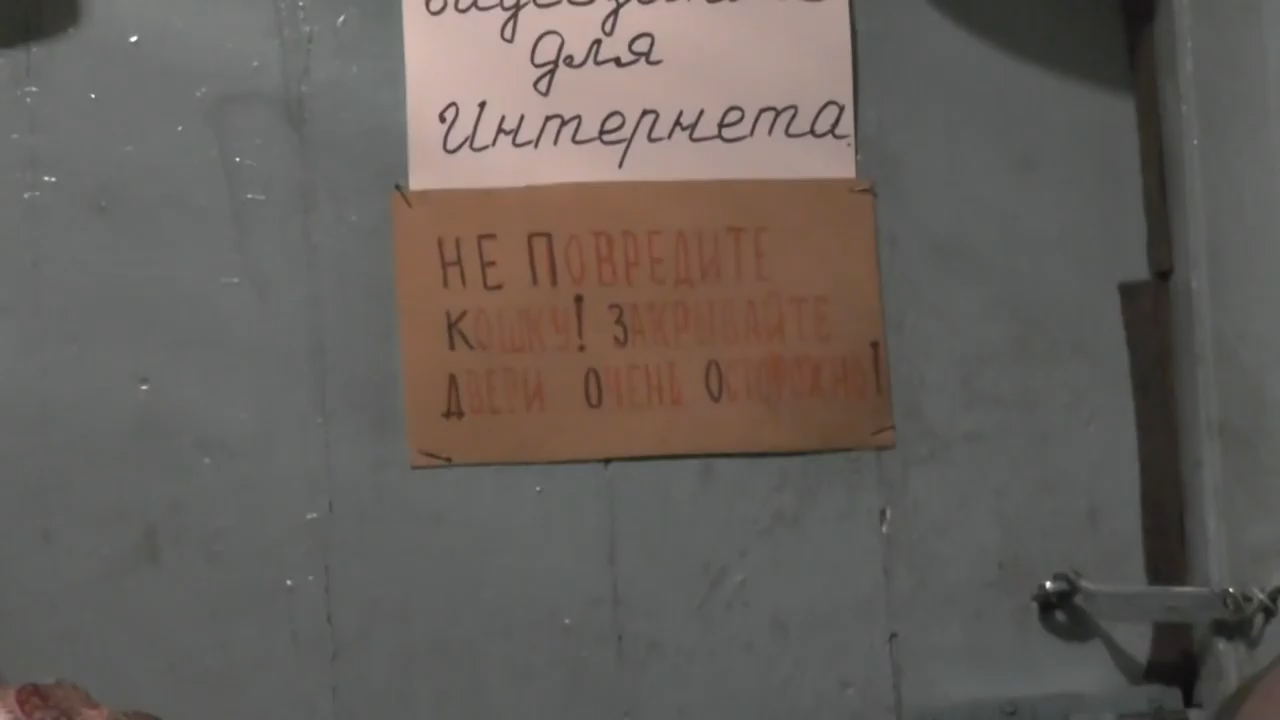 для
Интернета.
НЕ ПОВРЕДИТЕ
КОШКУ! ЗАКРЫВАЙТЕ
ДВЕРИ ОЧЕНЬ ОСТОРОЖНО!